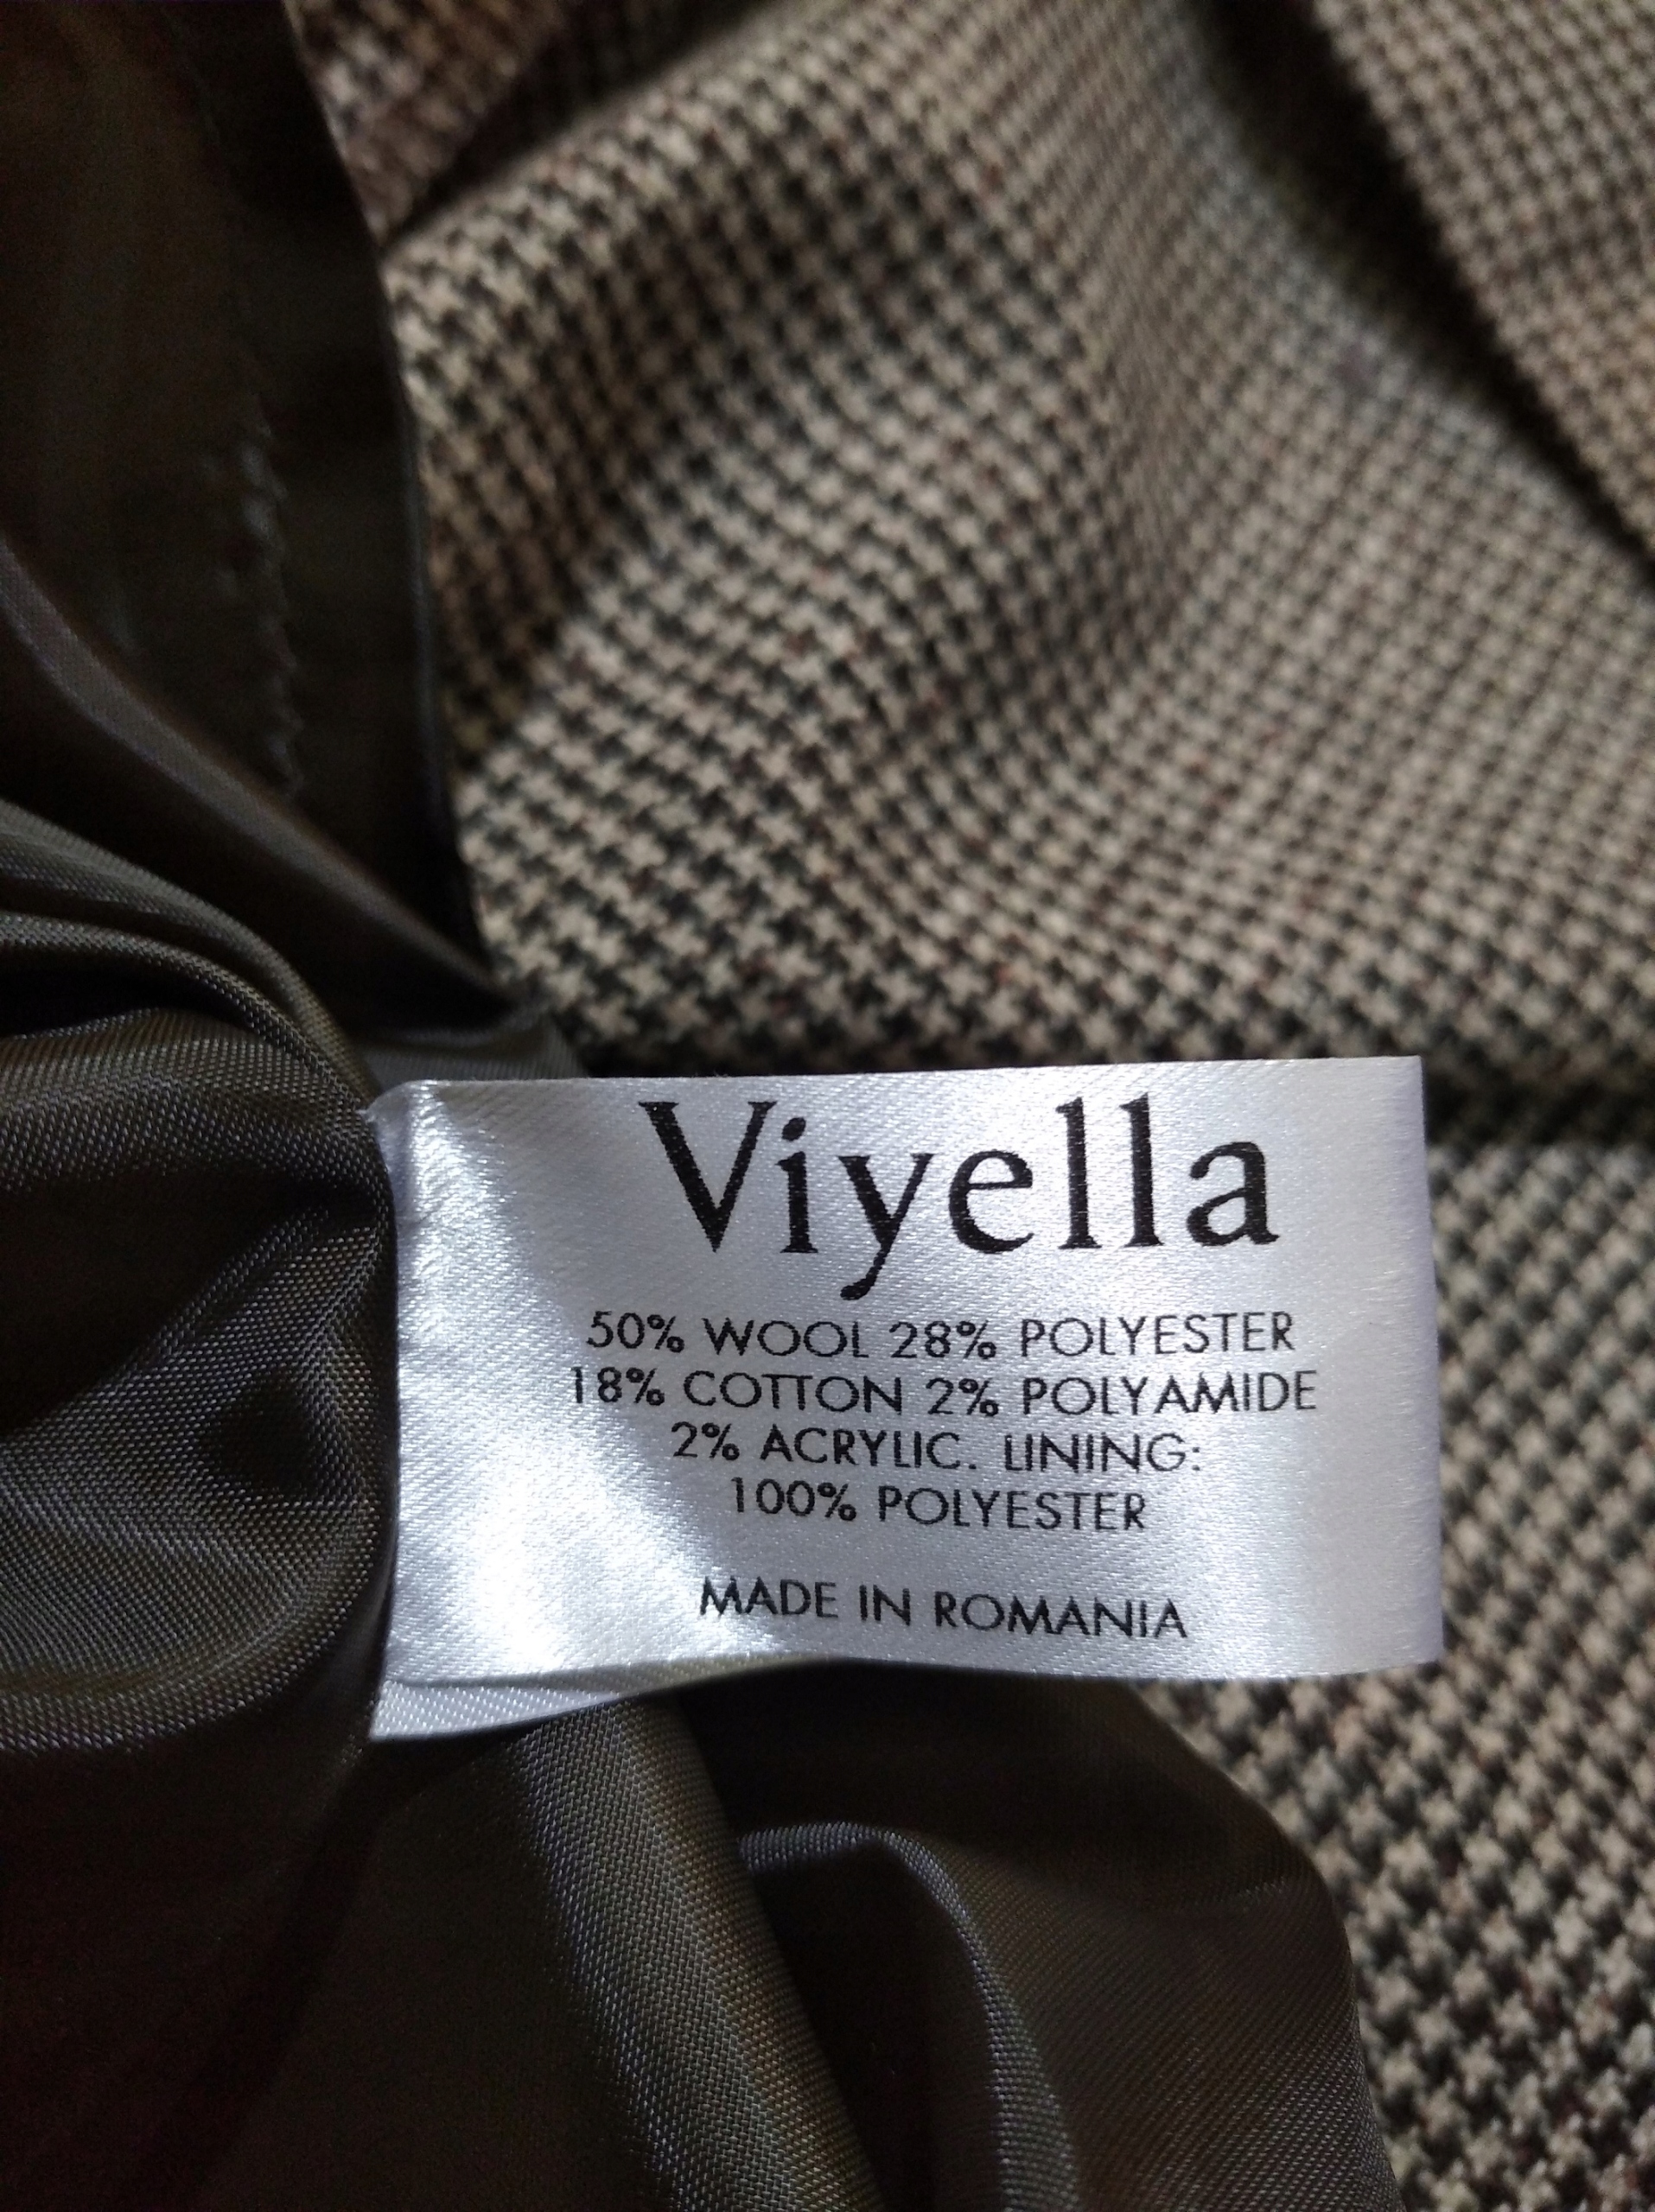 Viyella
50% WOOL 28% POLYESTER
18% COTTON 2% POLYAMIDE
2% ACRYLIC. LINING:
100% POLYESTER
MADE IN ROMANIA